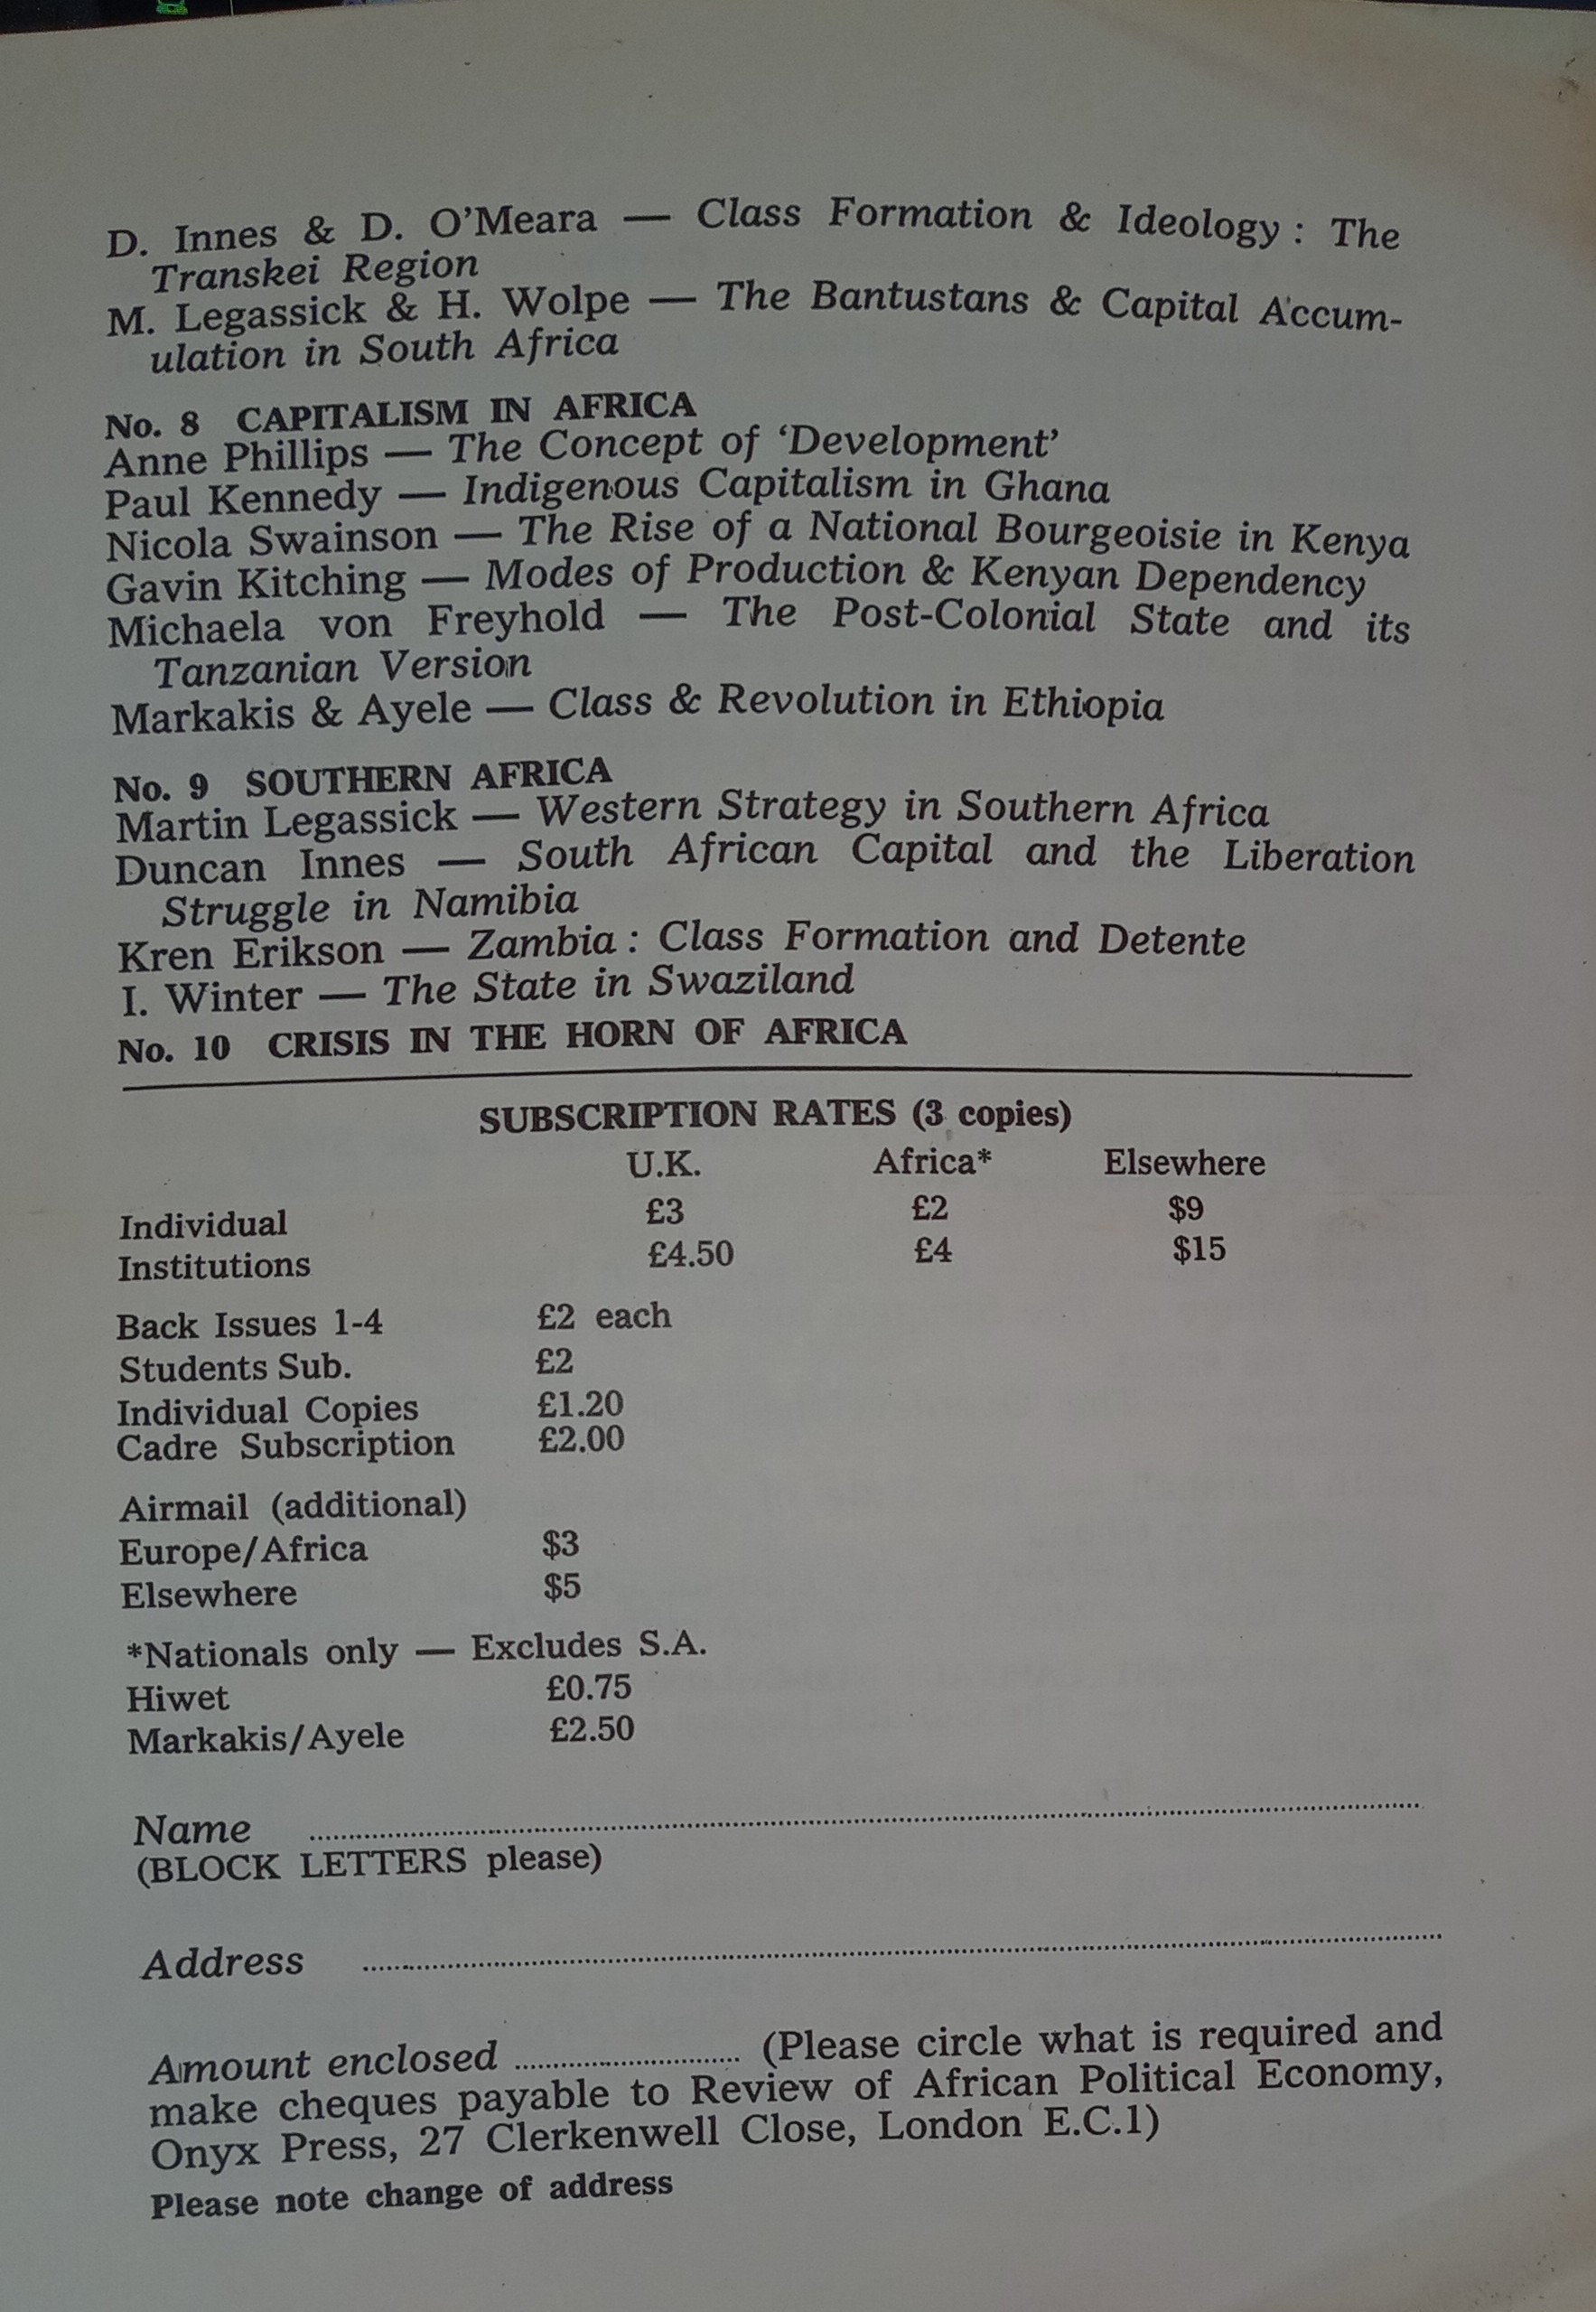 D. Innes & D. O'Meara — Class Formation & Ideology : The
Transkei Region
M. Legassick & H. Wolpe — The Bantustans & Capital Accum-
ulation in South Africa
No. 8 CAPITALISM IN AFRICA
Anne Phillips — The Concept of ‘Development’
Paul Kennedy — Indigenous Capitalism in Ghana
Nicola Swainson — The Rise of a National Bourgeoisie in Kenya
Gavin Kitching — Modes of Production & Kenyan Dependency
Michaela von Freyhold — The Post-Colonial State and its
Tanzanian Version
Markakis & Ayele — Class & Revolution in Ethiopia
No. 9 SOUTHERN AFRICA
Martin Legassick — Western Strategy in Southern Africa
Duncan Innes — South African Capital and the Liberation
Struggle in Namibia
Kren Erikson — Zambia : Class Formation and Detente
I. Winter — The State in Swaziland
No. 10 CRISIS IN THE HORN OF AFRICA
SUBSCRIPTION RATES (3 copies)
U.K. Africa* Elsewhere
Individual £3 £2 $9
Institutions £4.50 £4 $15
Back Issues 1-4 £2 each
Students Sub. £2
Individual Copies £1.20
Cadre Subscription £2.00
Airmail (additional)
Europe/Africa $3
Elsewhere $5
*Nationals only — Excludes S.A.
Hiwet £0.75
Markakis/Ayele £2.50
Name ........................................
(BLOCK LETTERS please)
Address ........................................
Amount enclosed .................... (Please circle what is required and
make cheques payable to Review of African Political Economy,
Onyx Press, 27 Clerkenwell Close, London E.C.1)
Please note change of address